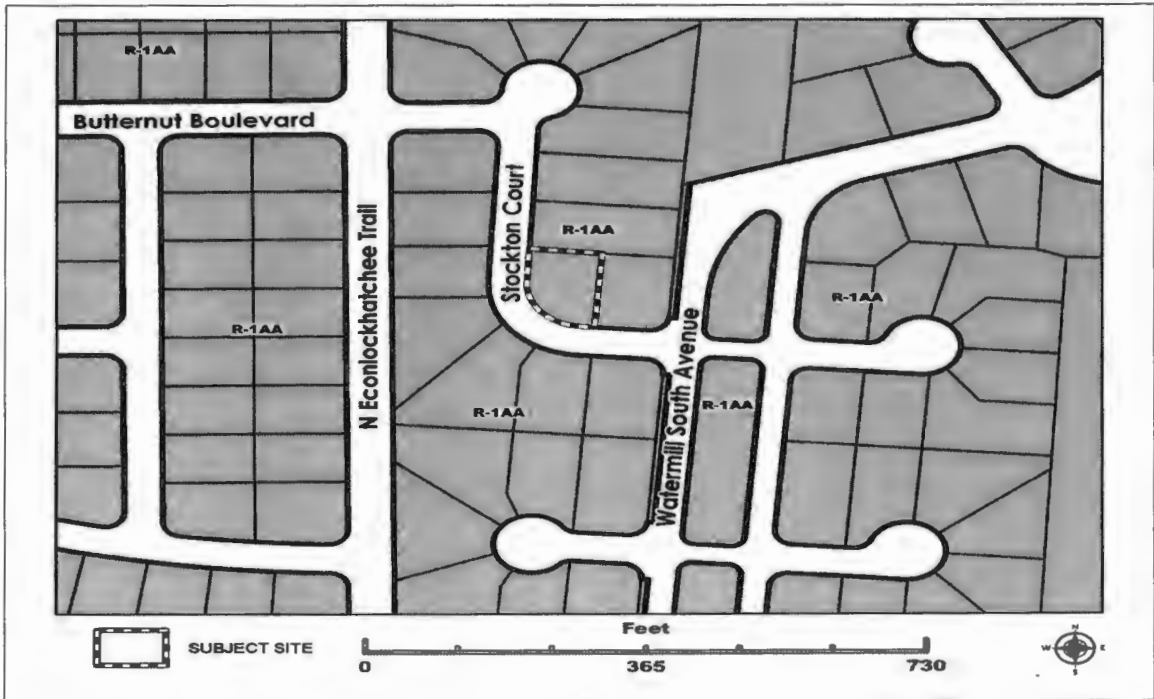 R-1AA
Butternut Boulevard
N Econlockhatchee Trail
Stockton Court
R-1AA
R-1AA
R-1AA
R-1AA
R-1AA
Watermill South Avenue
SUBJECT SITE
Feet
0 365 730
N
W E
S